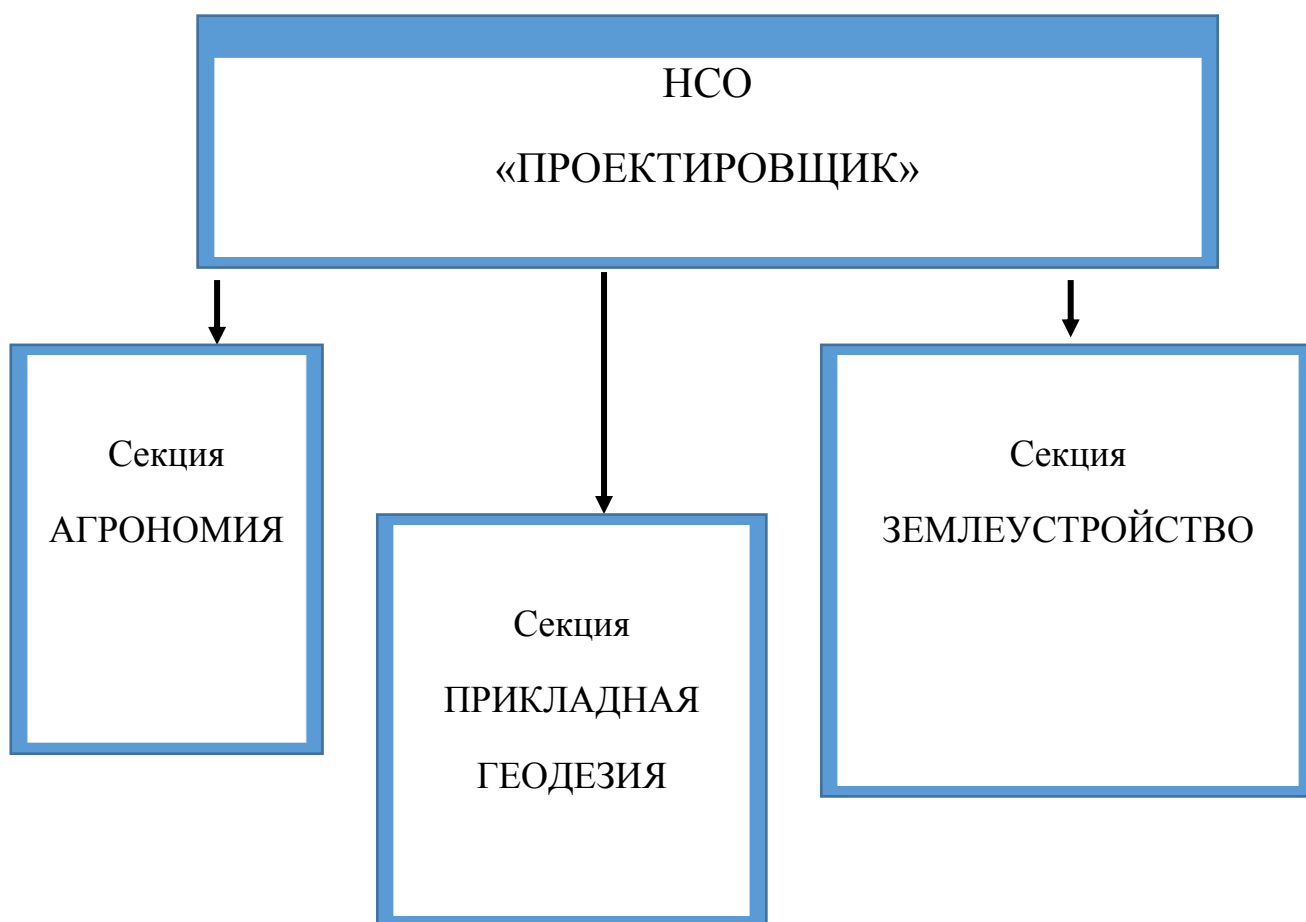 НСО
«ПРОЕКТИРОВЩИК»
Секция
АГРОНОМИЯ
Секция
ПРИКЛАДНАЯ
ГЕОДЕЗИЯ
Секция
ЗЕМЛЕУСТРОЙСТВО